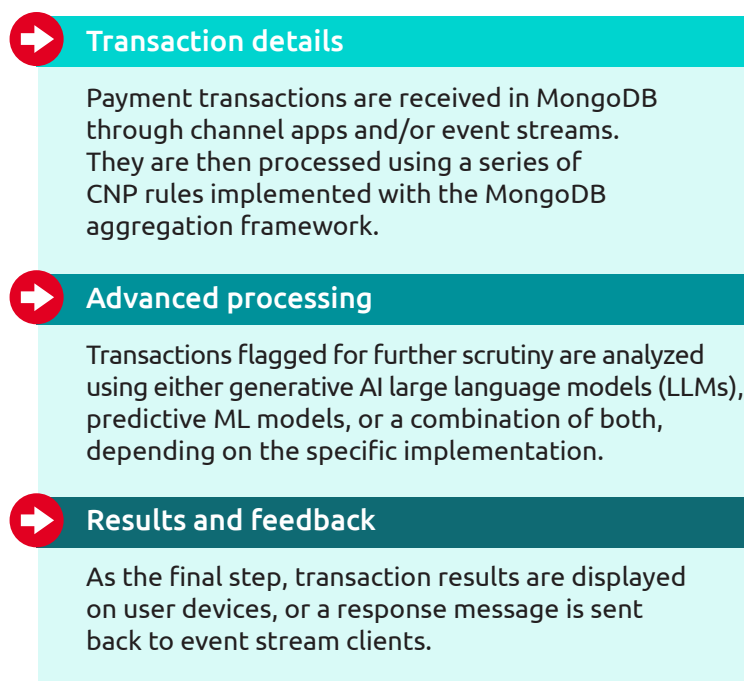 Transaction details
Payment transactions are received in MongoDB
through channel apps and/or event streams.
They are then processed using a series of
CNP rules implemented with the MongoDB
aggregation framework.
Advanced processing
Transactions flagged for further scrutiny are analyzed
using either generative AI large language models (LLMs),
predictive ML models, or a combination of both,
depending on the specific implementation.
Results and feedback
As the final step, transaction results are displayed
on user devices, or a response message is sent
back to event stream clients.